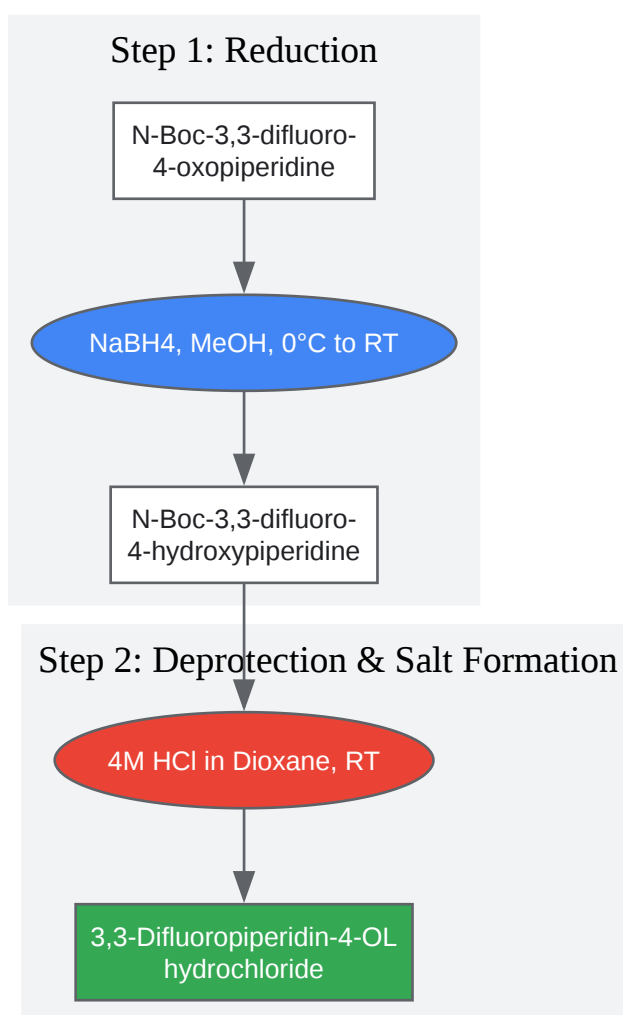 Step 1: Reduction
N-Boc-3,3-difluoro-
4-oxopiperidine
NaBH4, MeOH, 0°C to RT
N-Boc-3,3-difluoro-
4-hydroxypiperidine
Step 2: Deprotection & Salt Formation
4M HCl in Dioxane, RT
3,3-Difluoropiperidin-4-OL
hydrochloride